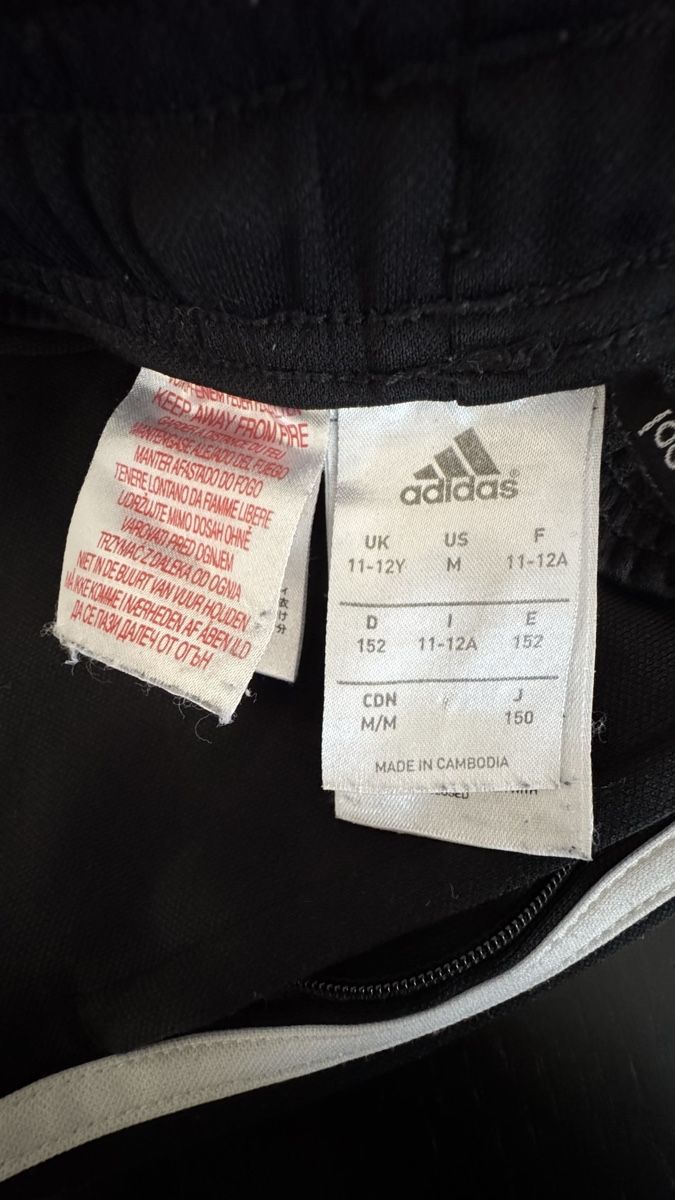 KEEP AWAY FROM FIRE
MANTENGASE ALEJADO DEL FUEGO
MANTER AFASTADO DO FOGO
TENERE LONTANO DA FIAMME LIBERE
UDRŽUJTE MIMO DOSAH OHNĚ
VAROVATI PRED OGNJEM
TRZYMAĆ Z DALEKA OD OGNIA
NIET IN DE BUURT VAN VUUR HOUDEN
MÅ IKKE KOMME I NÆRHEDEN AF ÅBEN ILD
ДА СЕ ПАЗИ ДАЛЕЧ ОТ ОГЪН
adidas®
UK US F
11-12Y M 11-12A
D I E
152 11-12A 152
CDN J
M/M 150
MADE IN CAMBODIA